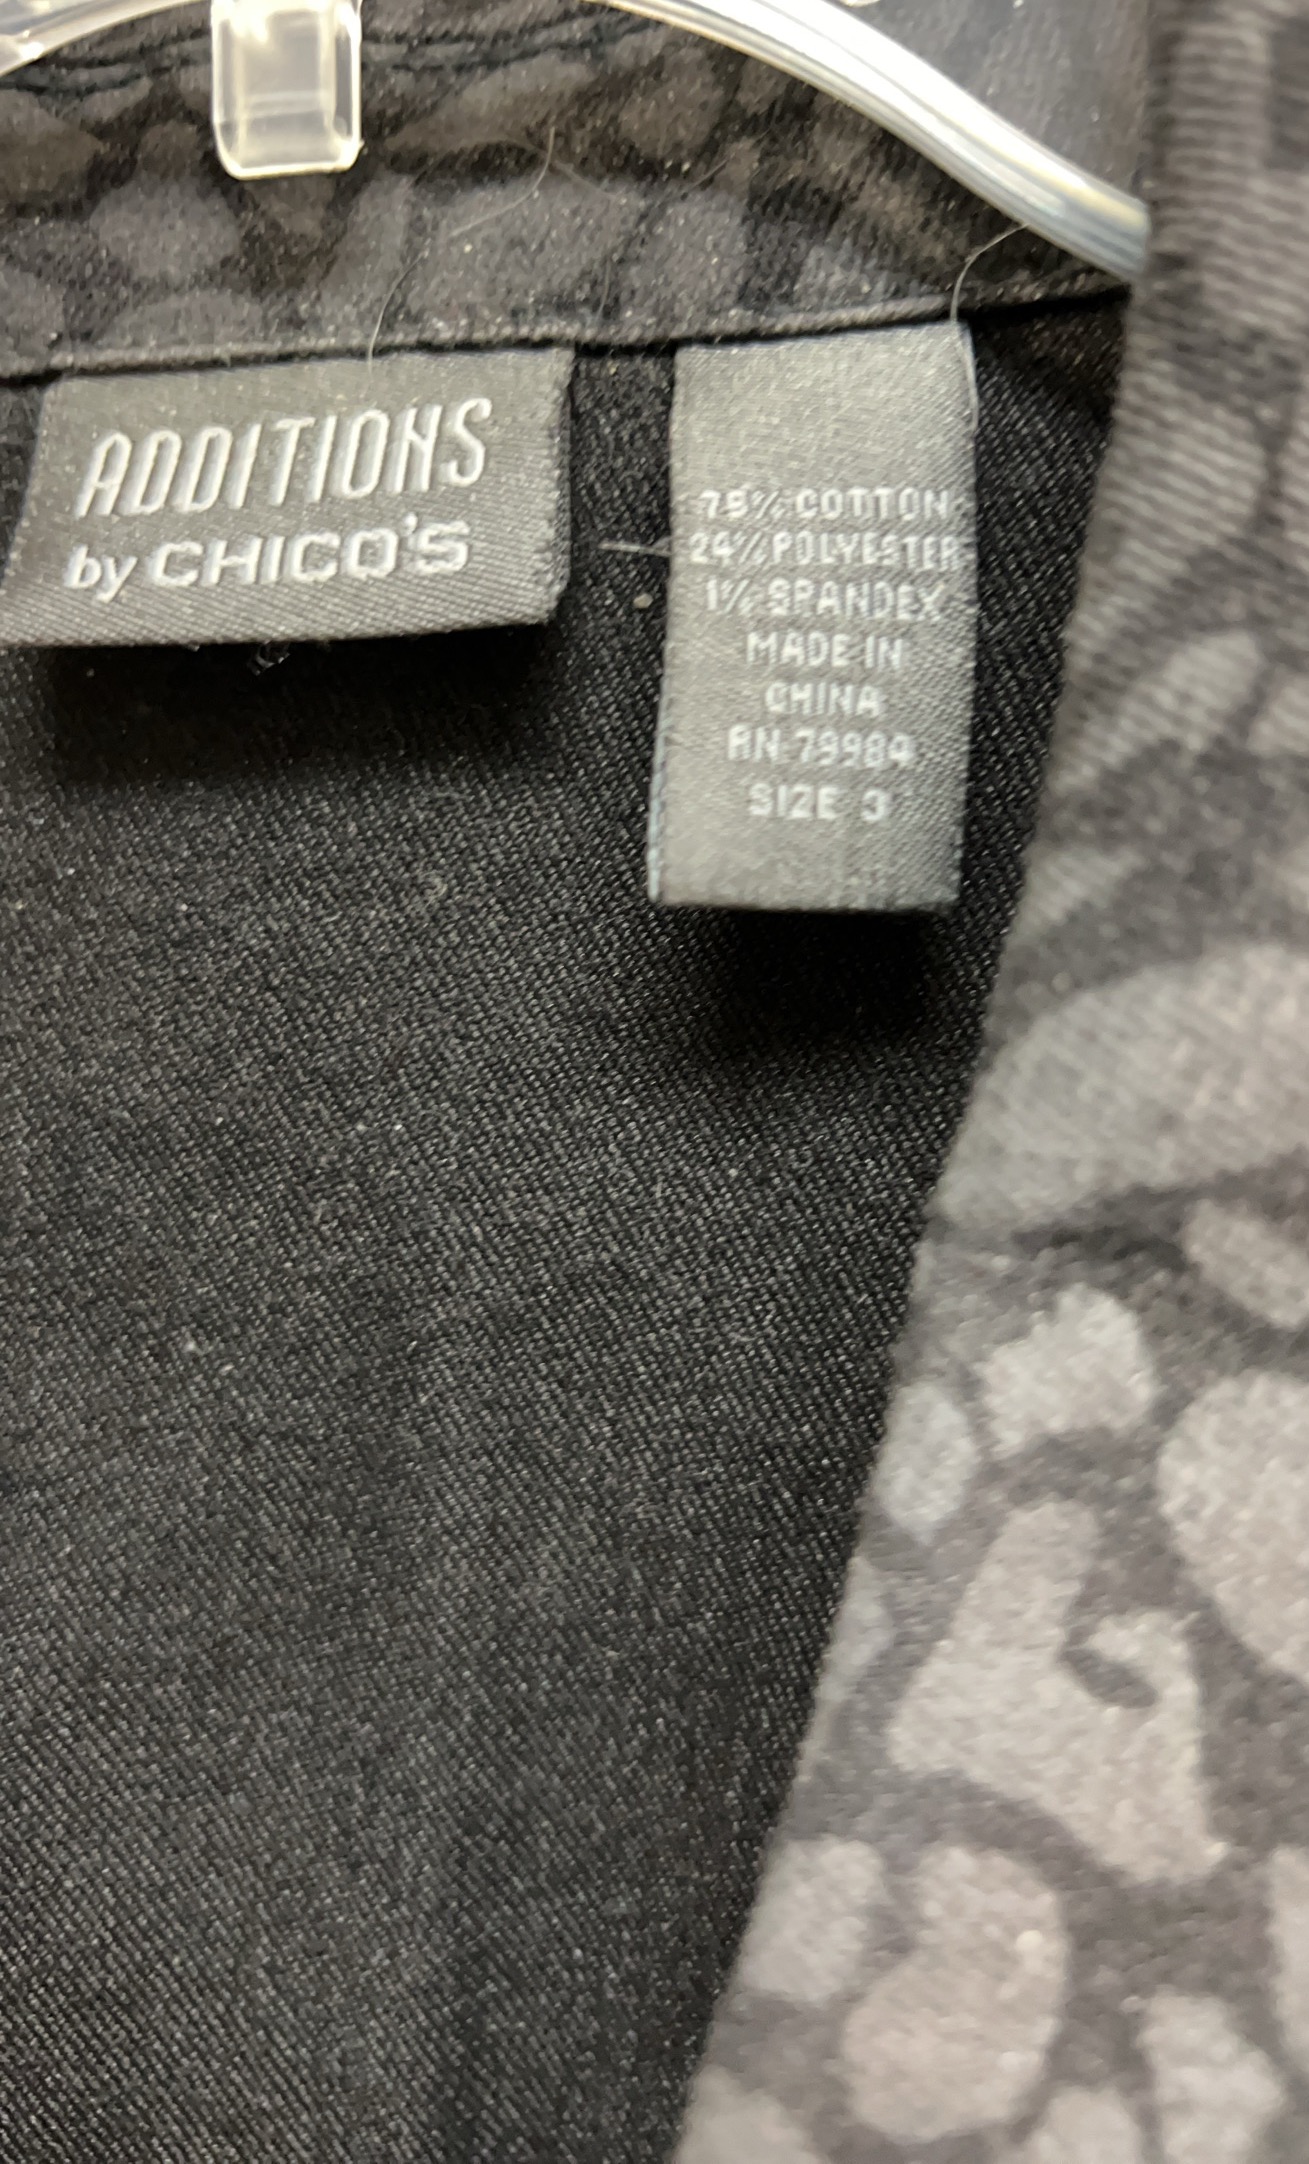 ADDITIONS
by CHICO'S
75% COTTON
24% POLYESTER
1% SPANDEX
MADE IN
CHINA
RN 79984
SIZE 3